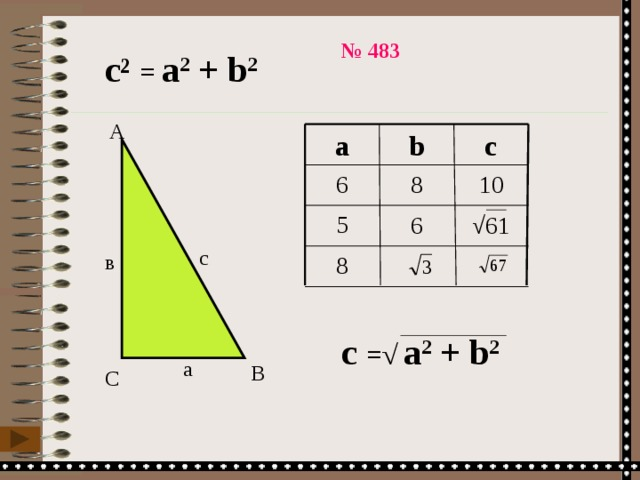 № 483
c² = a² + b²
A
в
c
C
a
B
a b c
6 8 10
5 6 √61
8 √3 √67
c =√ a² + b²